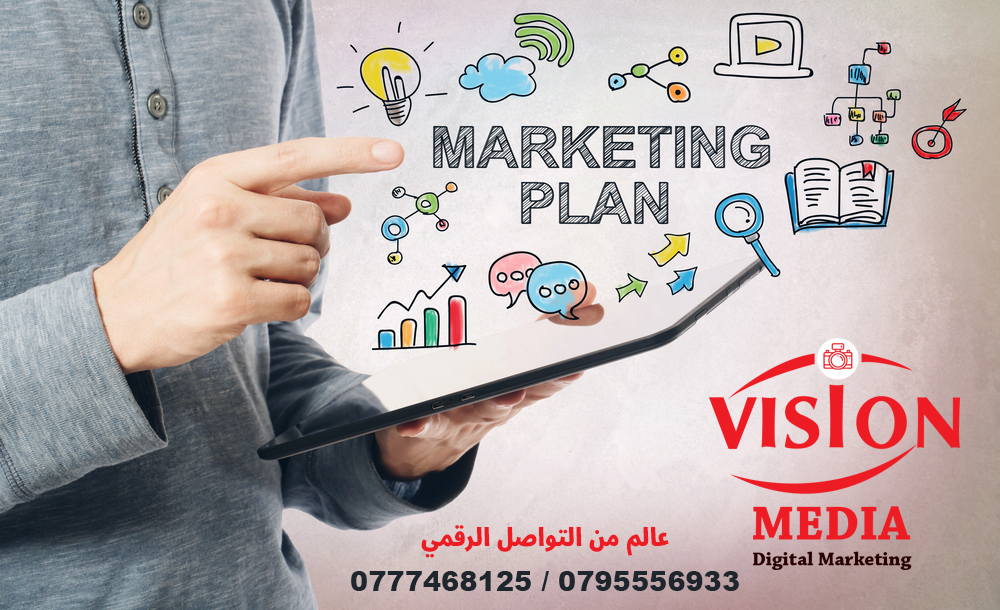 MARKETING
PLAN
VISION
MEDIA
Digital Marketing
عالم من التواصل الرقمي
0777468125 / 0795556933